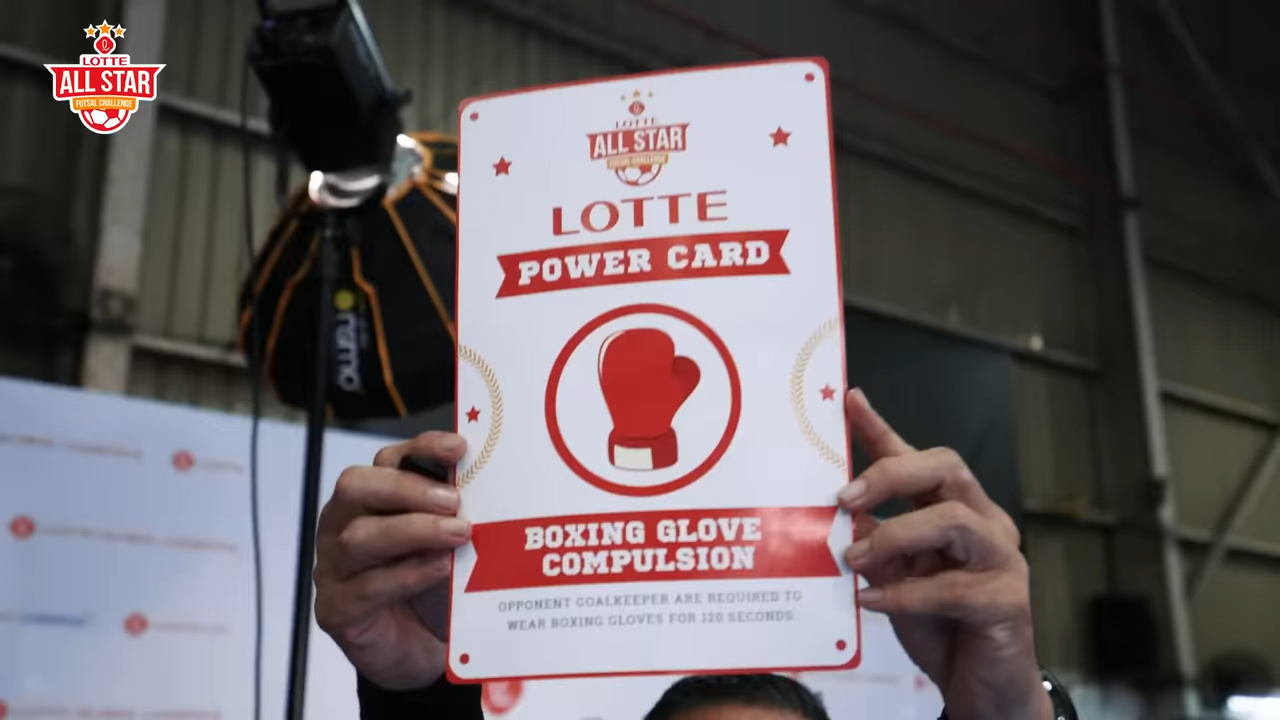 LOTTE
ALL STAR
FUTSAL CHALLENGE
LOTTE
ALL STAR
FUTSAL CHALLENGE
LOTTE
POWER CARD
BOXING GLOVE
COMPULSION
OPPONENT GOALKEEPER ARE REQUIRED TO
WEAR BOXING GLOVES FOR 120 SECONDS.
remo